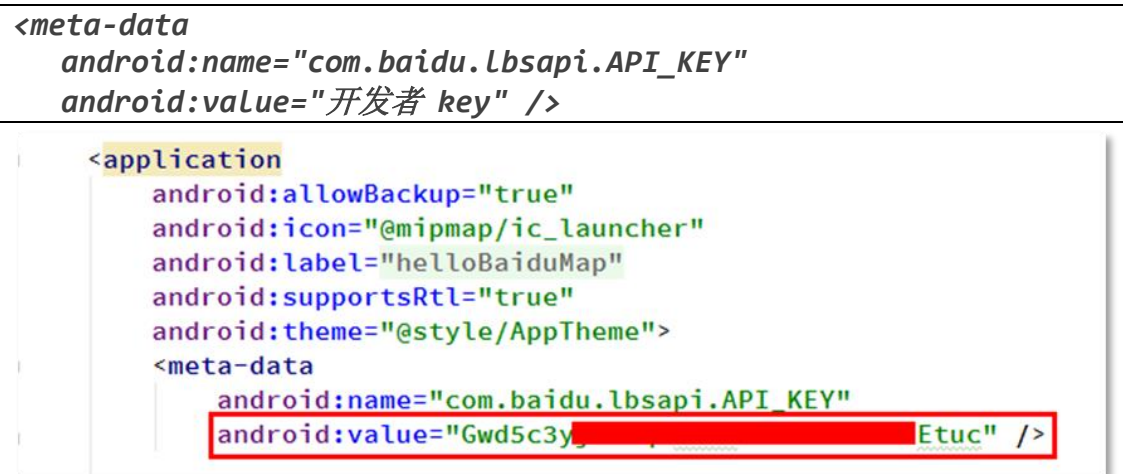 <meta-data
android:name="com.baidu.lbsapi.API_KEY"
android:value="开发者 key" />
<application
android:allowBackup="true"
android:icon="@mipmap/ic_launcher"
android:label="helloBaiduMap"
android:supportsRtl="true"
android:theme="@style/AppTheme">
<meta-data
android:name="com.baidu.lbsapi.API_KEY"
android:value="Gwd5c3y Etuc" />